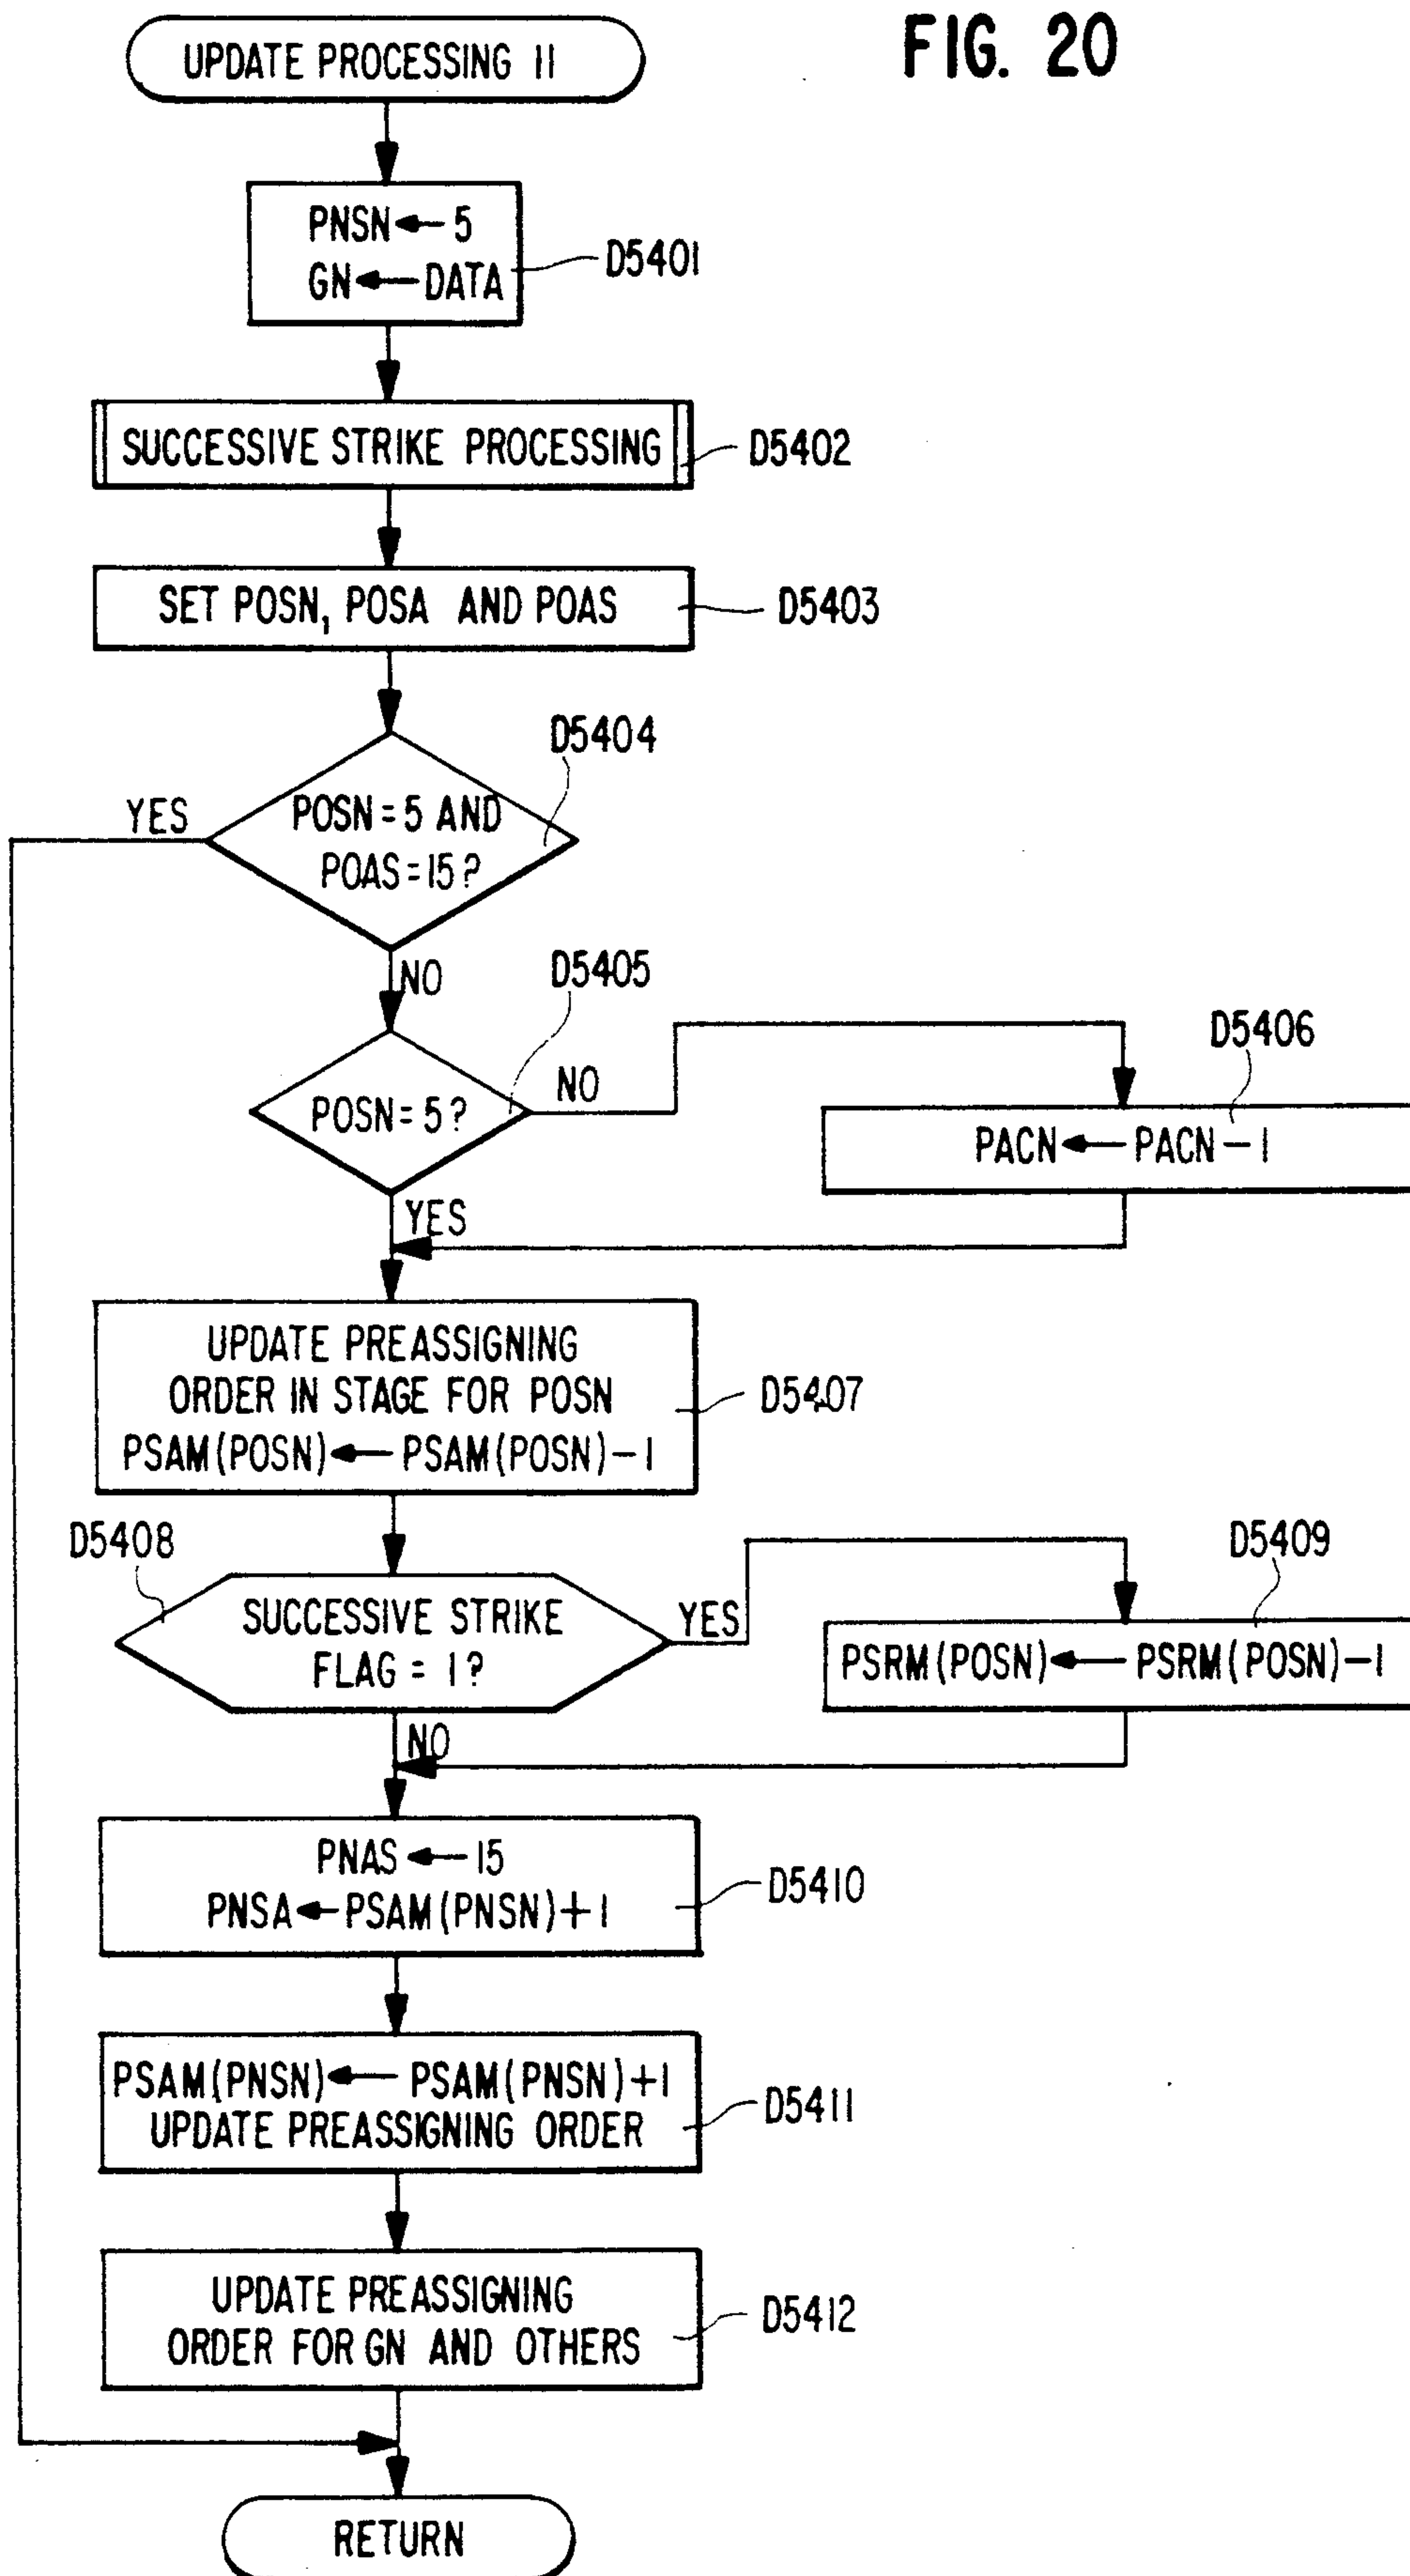 FIG. 20
UPDATE PROCESSING 11
PNSN ← 5
GN ← DATA
D5401
SUCCESSIVE STRIKE PROCESSING
D5402
SET POSN, POSA AND POAS
D5403
D5404
YES
POSN = 5 AND
POAS = 15?
NO
D5405
POSN = 5?
NO
D5406
PACN ← PACN – 1
YES
UPDATE PREASSIGNING
ORDER IN STAGE FOR POSN
PSAM(POSN) ← PSAM(POSN) – 1
D5407
D5408
SUCCESSIVE STRIKE
FLAG = 1?
YES
D5409
PSRM(POSN) ← PSRM(POSN) – 1
NO
PNAS ← 15
PNSA ← PSAM(PNSN) + 1
D5410
PSAM(PNSN) ← PSAM(PNSN) + 1
UPDATE PREASSIGNING ORDER
D5411
UPDATE PREASSIGNING
ORDER FOR GN AND OTHERS
D5412
RETURN